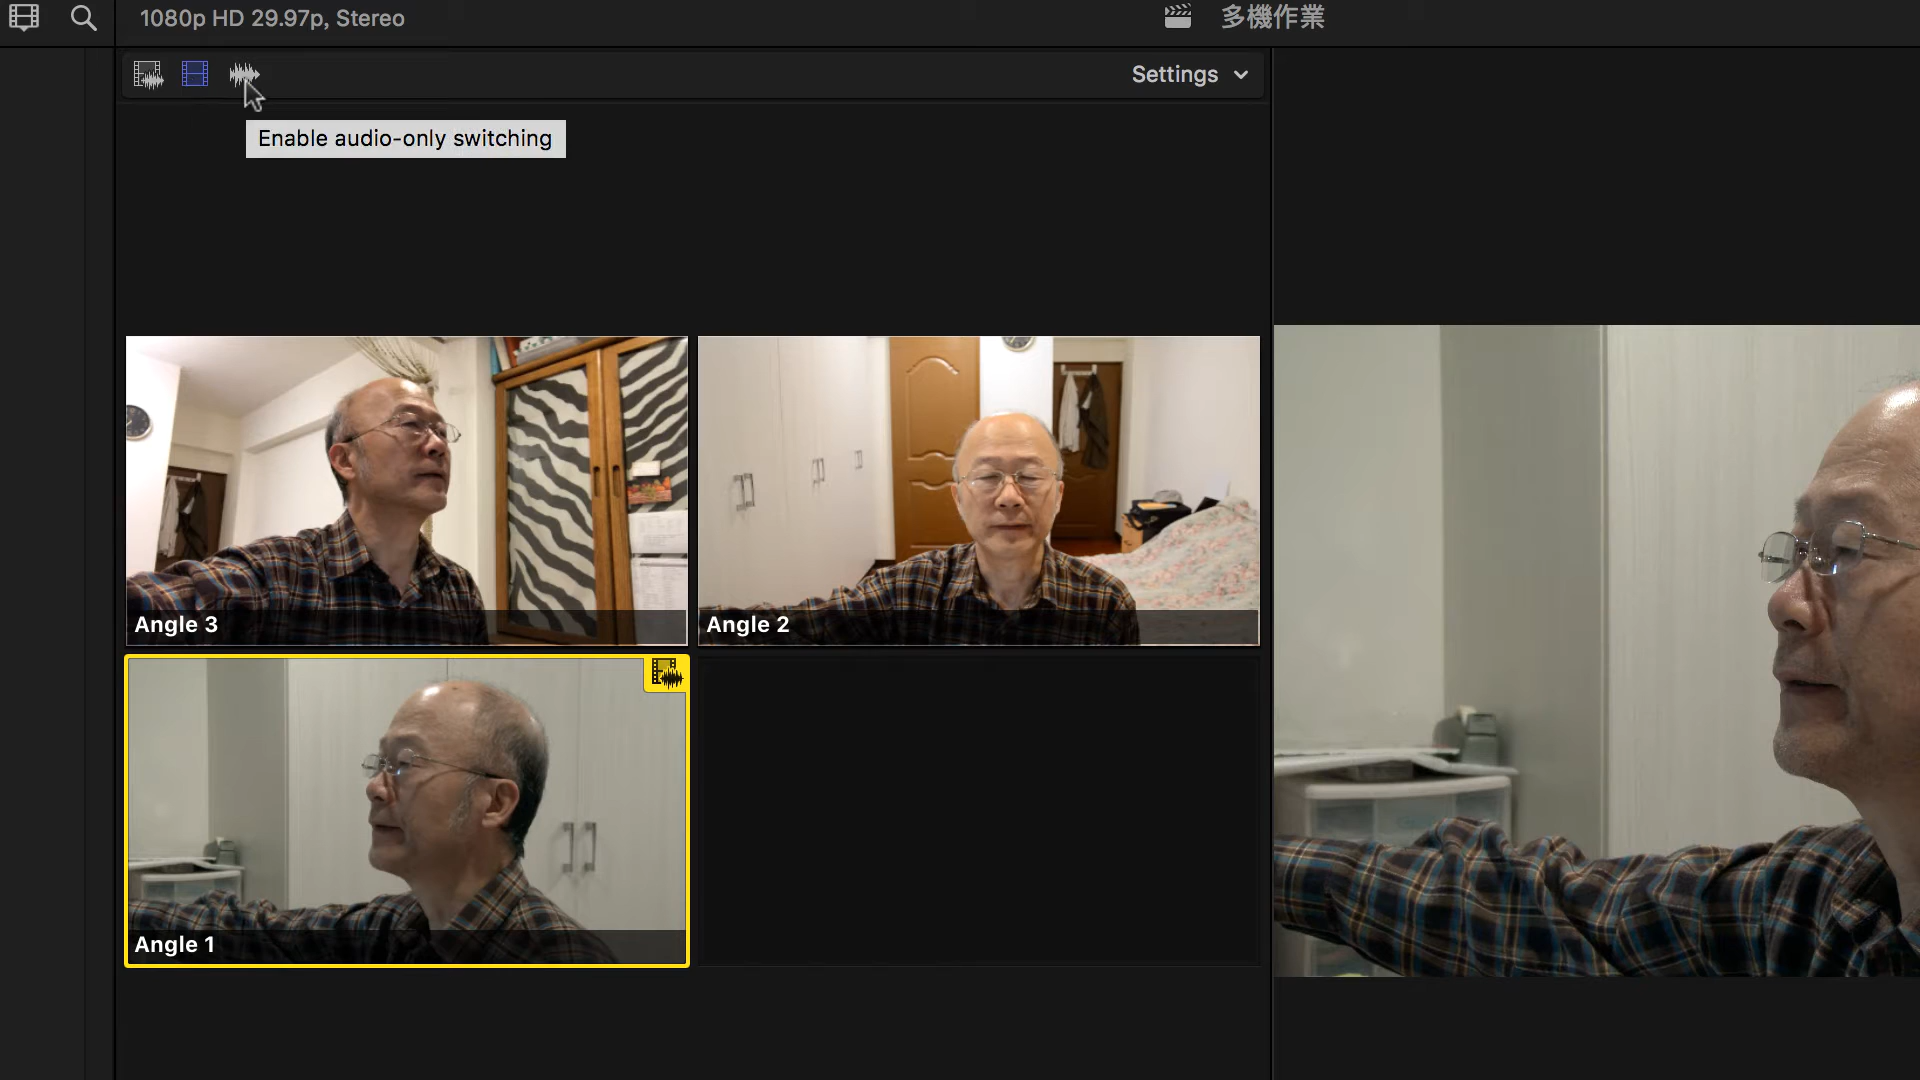 1080p HD 29.97p, Stereo
多機作業
Settings
Enable audio-only switching
Angle 3
Angle 2
Angle 1